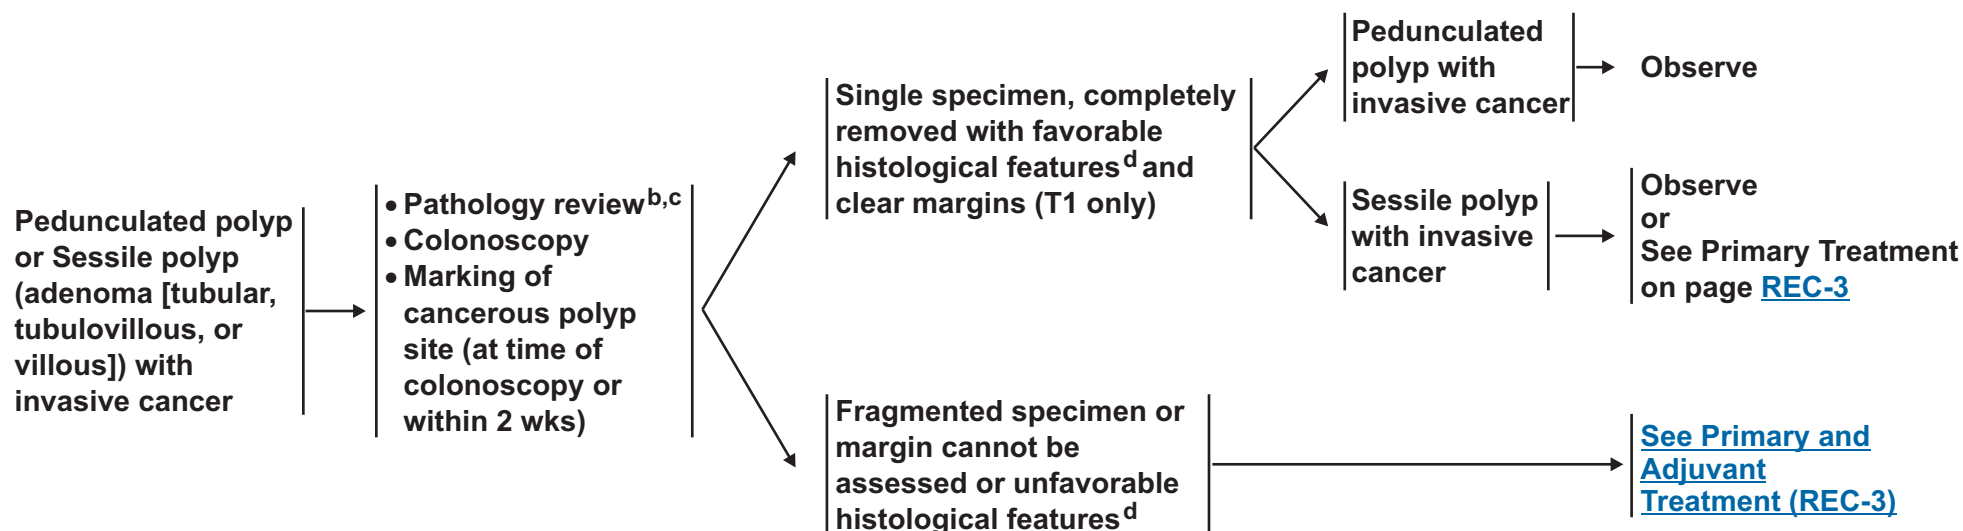 Pedunculated polyp
or Sessile polyp
(adenoma [tubular,
tubulovillous, or
villous]) with
invasive cancer
• Pathology review b,c
• Colonoscopy
• Marking of
cancerous polyp
site (at time of
colonoscopy or
within 2 wks)
Single specimen, completely
removed with favorable
histological features d and
clear margins (T1 only)
Pedunculated
polyp with
invasive cancer
Observe
Sessile polyp
with invasive
cancer
Observe
or
See Primary Treatment
on page REC-3
Fragmented specimen or
margin cannot be
assessed or unfavorable
histological features d
See Primary and
Adjuvant
Treatment (REC-3)